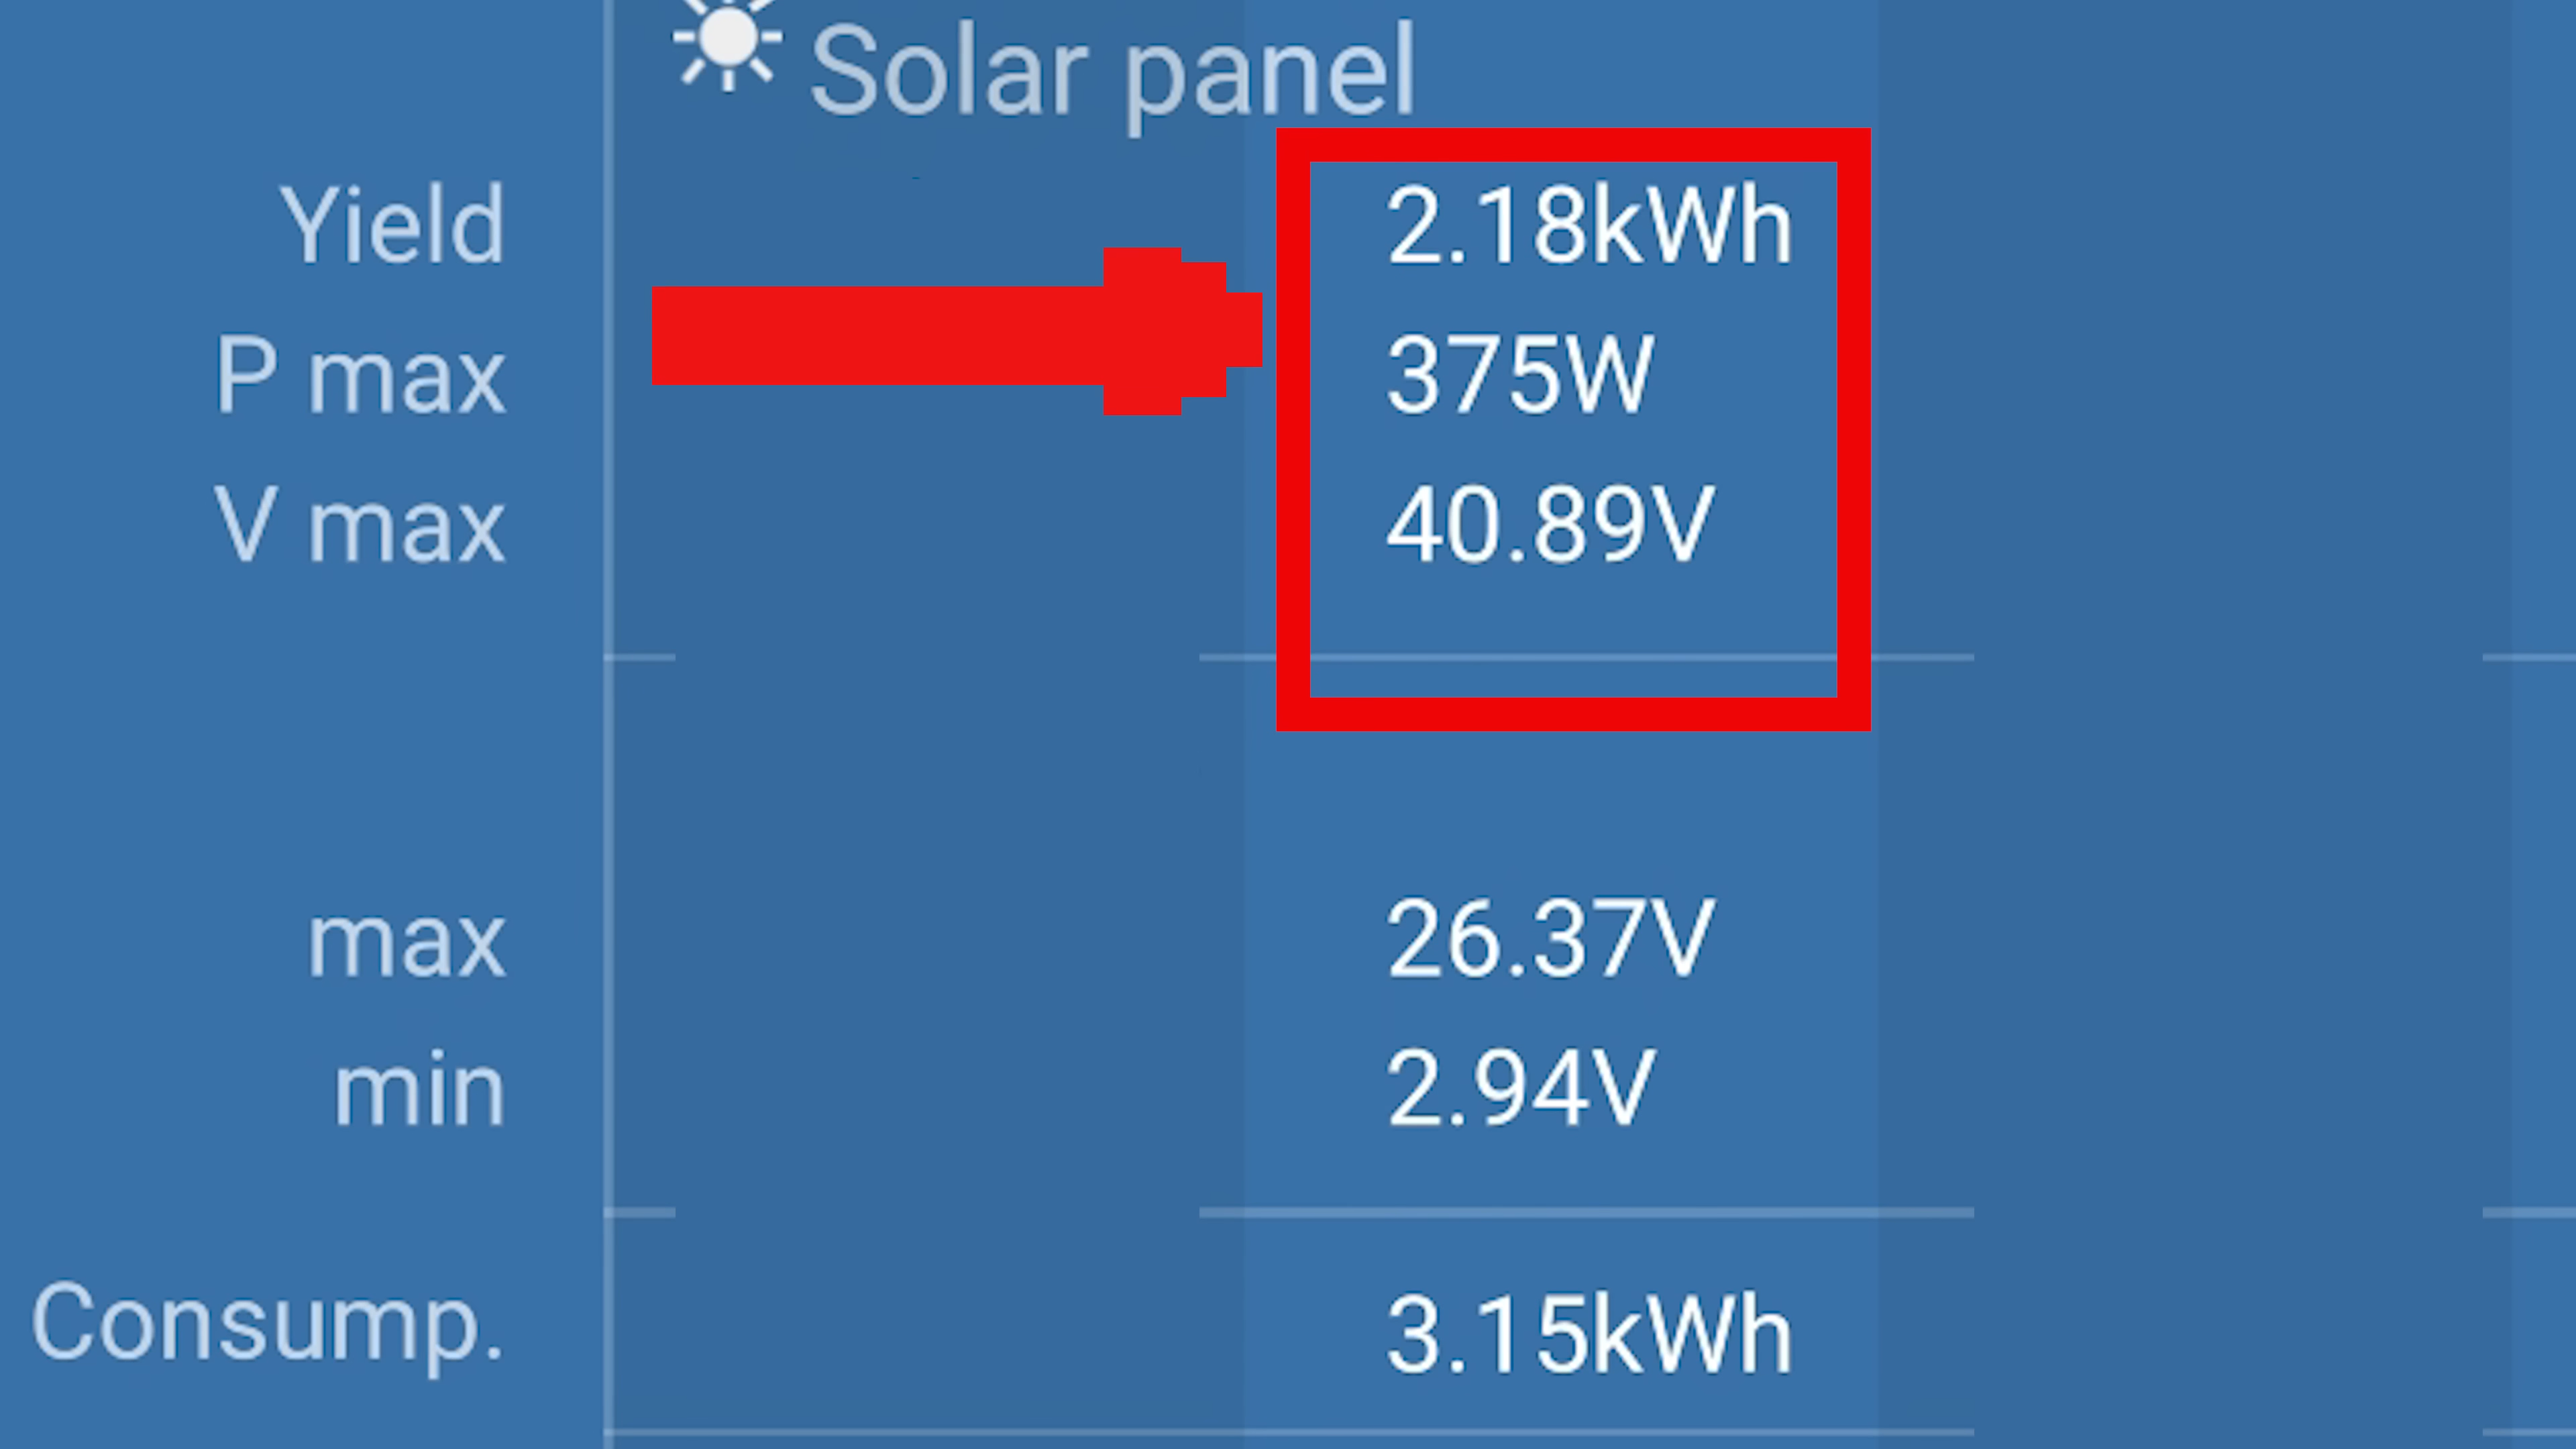 Solar panel
Yield 2.18kWh
P max 375W
V max 40.89V
max 26.37V
min 2.94V
Consump. 3.15kWh